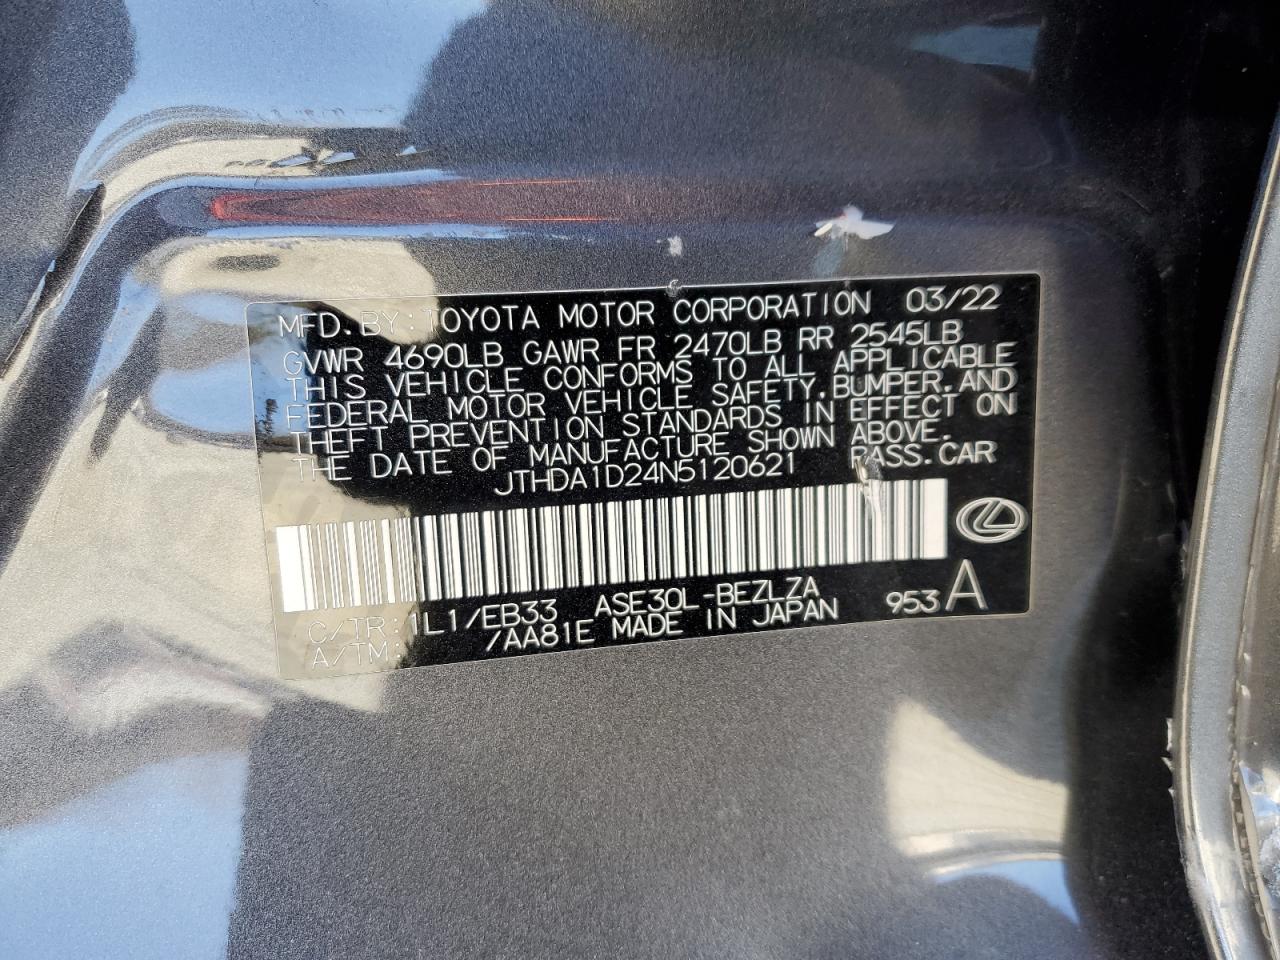 MFD. BY: TOYOTA MOTOR CORPORATION 03/22
GVWR 4690LB GAWR FR 2470LB RR 2545LB
THIS VEHICLE CONFORMS TO ALL APPLICABLE
FEDERAL MOTOR VEHICLE SAFETY, BUMPER, AND
THEFT PREVENTION STANDARDS IN EFFECT ON
THE DATE OF MANUFACTURE SHOWN ABOVE.
JTHDA1D24N5120621 PASS. CAR
C/TR: 1L1/EB33 ASE30L-BEZLZA 953 A
A/TM: /AA81E MADE IN JAPAN